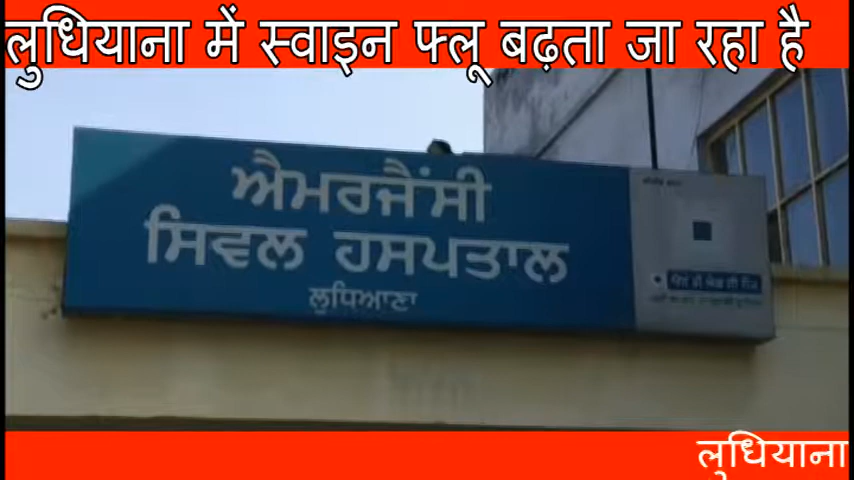 लुधियाना में स्वाइन फ्लू बढ़ता जा रहा है
ਐਮਰਜੈਂਸੀ
ਸਿਵਲ ਹਸਪਤਾਲ
ਲੁਧਿਆਣਾ
लुधियाना